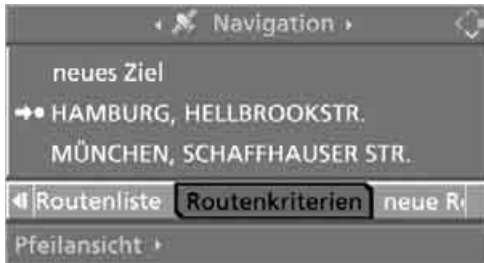 Navigation
neues Ziel
HAMBURG, HELLBROOKSTR.
MÜNCHEN, SCHAFFHAUSER STR.
Routenliste Routenkriterien neue R
Pfeilansicht